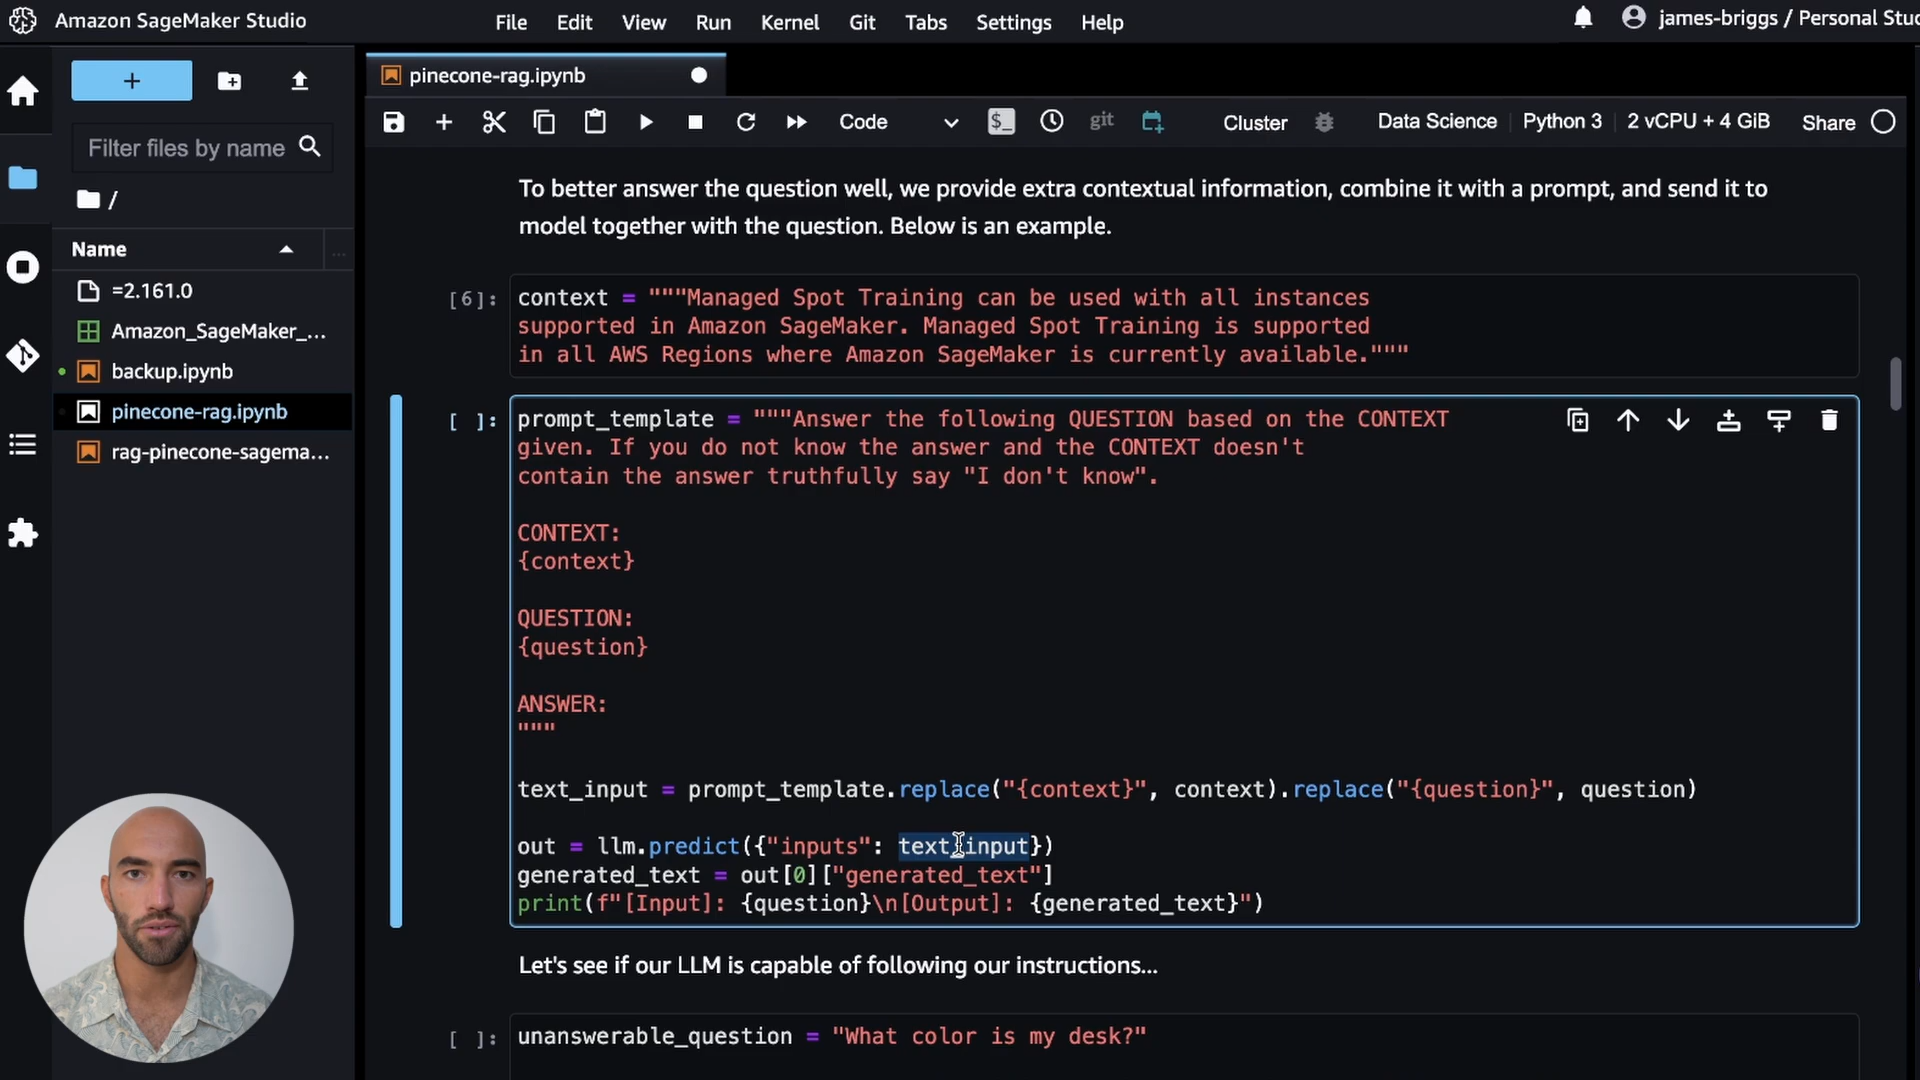 Amazon SageMaker Studio
File Edit View Run Kernel Git Tabs Settings Help
james-briggs / Personal Stu
pinecone-rag.ipynb
Code
$_
git
Cluster
Data Science
Python 3
2 vCPU + 4 GiB
Share
Filter files by name
/
Name
...
=2.161.0
Amazon_SageMaker_...
backup.ipynb
pinecone-rag.ipynb
rag-pinecone-sagema...
To better answer the question well, we provide extra contextual information, combine it with a prompt, and send it to
model together with the question. Below is an example.
[6]: context = """Managed Spot Training can be used with all instances
supported in Amazon SageMaker. Managed Spot Training is supported
in all AWS Regions where Amazon SageMaker is currently available."""
[ ]: prompt_template = """Answer the following QUESTION based on the CONTEXT
given. If you do not know the answer and the CONTEXT doesn't
contain the answer truthfully say "I don't know".
CONTEXT:
{context}
QUESTION:
{question}
ANSWER:
"""
text_input = prompt_template.replace("{context}", context).replace("{question}", question)
out = llm.predict({"inputs": text_input})
generated_text = out[0]["generated_text"]
print(f"[Input]: {question}\n[Output]: {generated_text}")
Let's see if our LLM is capable of following our instructions...
[ ]: unanswerable_question = "What color is my desk?"